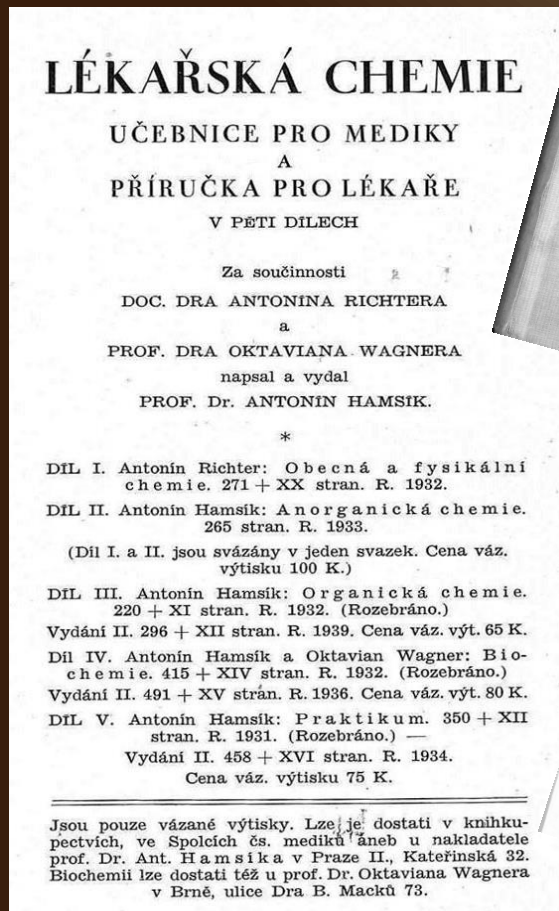 LÉKAŘSKÁ CHEMIE
UČEBNICE PRO MEDIKY
A
PŘÍRUČKA PRO LÉKAŘE
V PĚTI DÍLECH
Za součinnosti
DOC. DRA ANTONÍNA RICHTERA
a
PROF. DRA OKTAVIANA WAGNERA
napsal a vydal
PROF. Dr. ANTONÍN HAMSÍK.
*
DÍL I. Antonín Richter: Obecná a fysikální
chemie. 271 + XX stran. R. 1932.
DÍL II. Antonín Hamsík: Anorganická chemie.
265 stran. R. 1933.
(Díl I. a II. jsou svázány v jeden svazek. Cena váz.
výtisku 100 K.)
DÍL III. Antonín Hamsík: Organická chemie.
220 + XI stran. R. 1932. (Rozebráno.)
Vydání II. 296 + XII stran. R. 1939. Cena váz. výt. 65 K.
Díl IV. Antonín Hamsík a Oktavian Wagner: Bio-
chemie. 415 + XIV stran. R. 1932. (Rozebráno.)
Vydání II. 491 + XV stran. R. 1936. Cena váz. výt. 80 K.
DÍL V. Antonín Hamsík: Praktikum. 350 + XII
stran. R. 1931. (Rozebráno.) —
Vydání II. 458 + XVI stran. R. 1934.
Cena váz. výtisku 75 K.
Jsou pouze vázané výtisky. Lze je dostati v knihku-
pectvích, ve Spolcích čs. mediků aneb u nakladatele
prof. Dr. Ant. Hamsíka v Praze II., Kateřinská 32.
Biochemii lze dostati též u prof. Dr. Oktaviana Wagnera
v Brně, ulice Dra B. Macků 73.